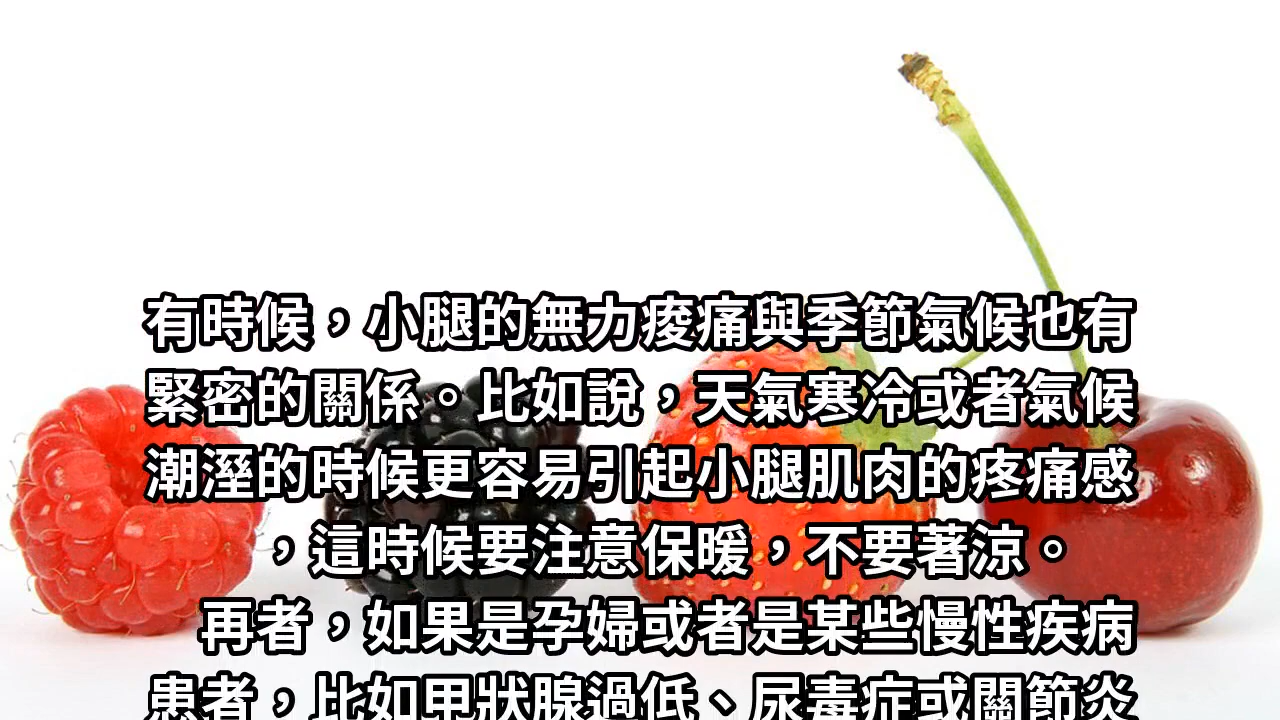 有時候，小腿的無力痠痛與季節氣候也有
緊密的關係。比如說，天氣寒冷或者氣候
潮溼的時候更容易引起小腿肌肉的疼痛感
，這時候要注意保暖，不要著涼。
再者，如果是孕婦或者是某些慢性疾病
患者，比如甲狀腺過低、尿毒症或關節炎